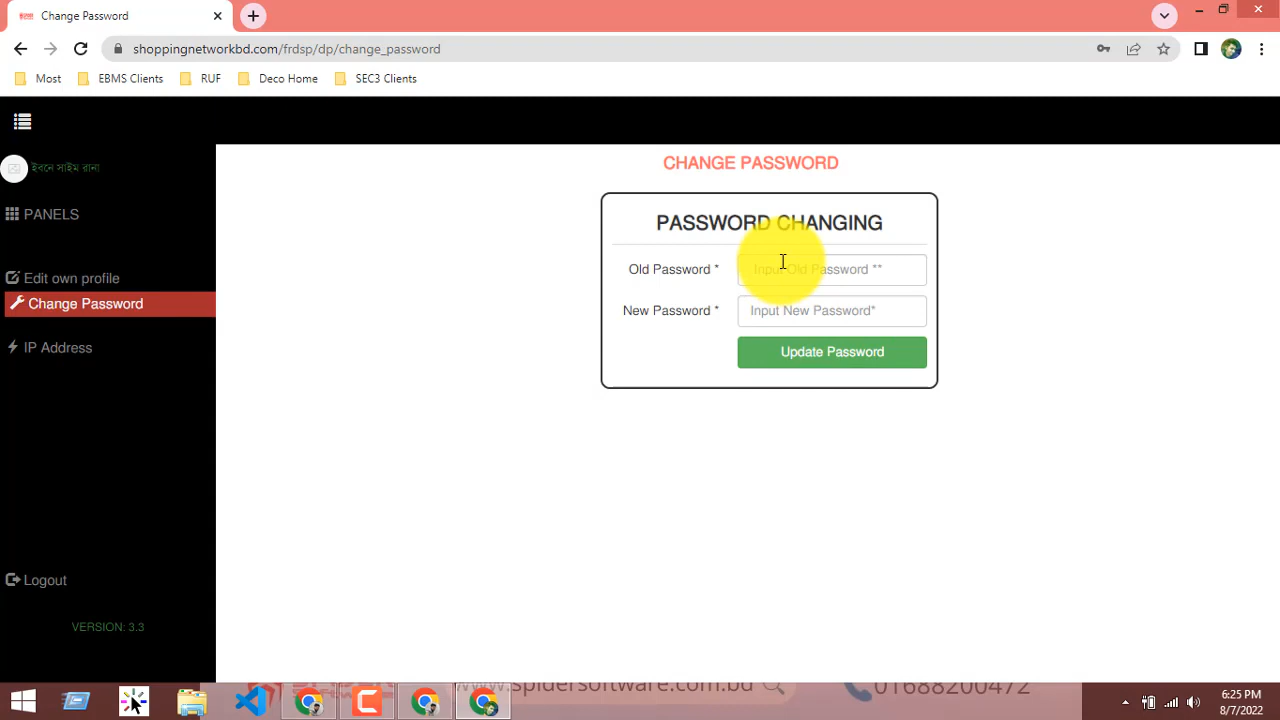 Change Password
shoppingnetworkbd.com/frdsp/dp/change_password
Most
EBMS Clients
RUF
Deco Home
SEC3 Clients
ইবনে সাইম রানা
PANELS
Edit own profile
Change Password
IP Address
Logout
VERSION: 3.3
CHANGE PASSWORD
PASSWORD CHANGING
Old Password *
Input Old Password **
New Password *
Input New Password*
Update Password
www.spidersoftware.com.bd
01688200472
6:25 PM
8/7/2022